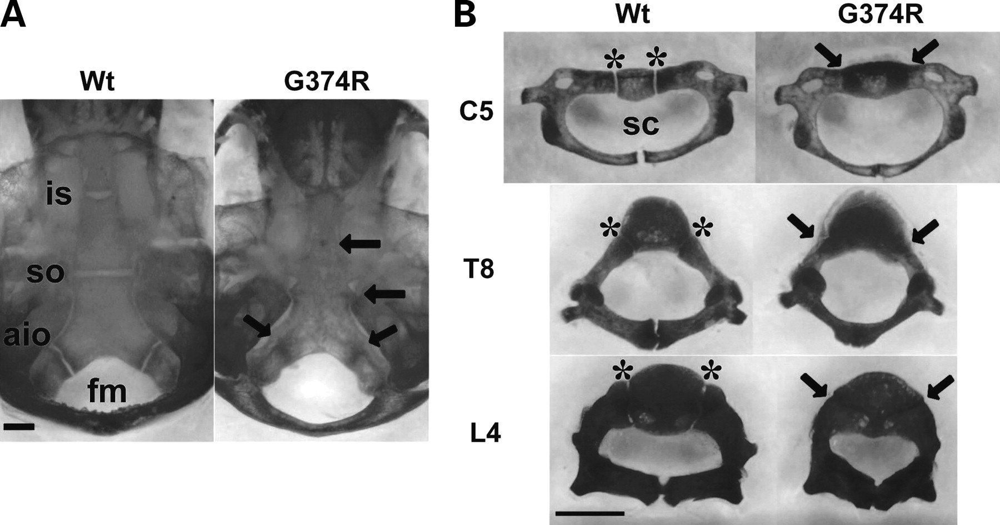 A
Wt G374R
is
so
aio
fm
B
Wt G374R
C5
* *
sc
T8
* *
L4
* *